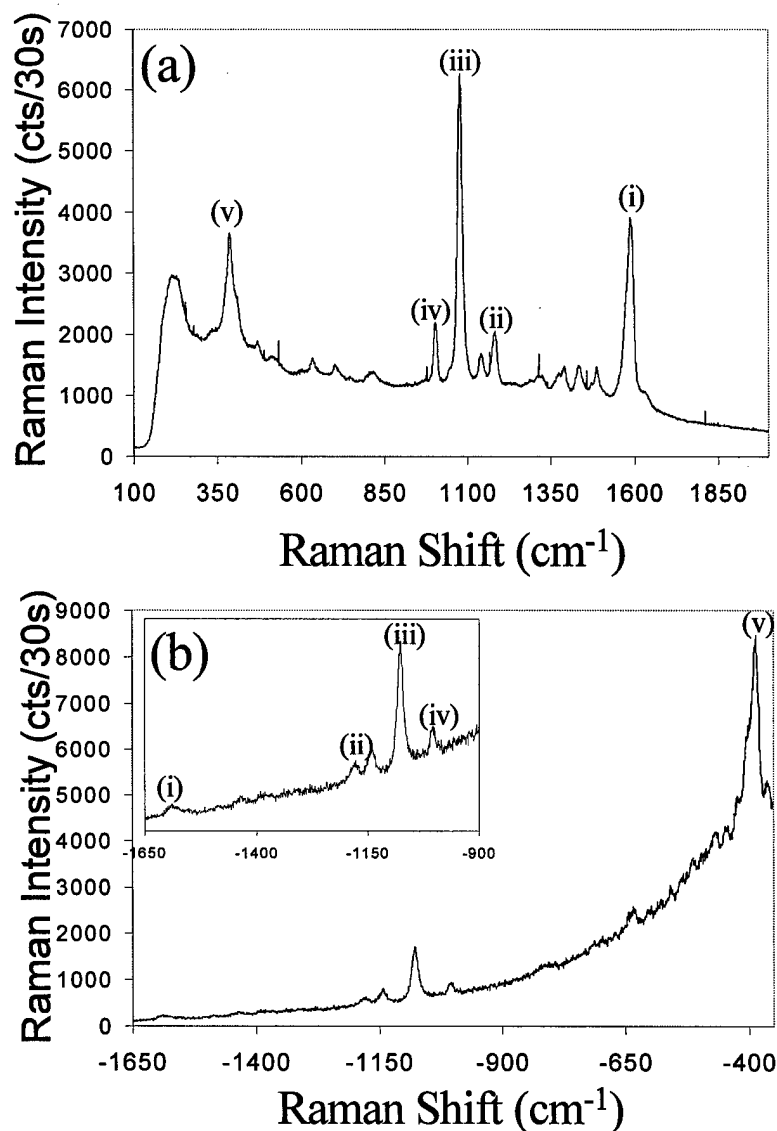 (a)
(iii)
(i)
(v)
(iv)
(ii)
Raman Intensity (cts/30s)
7000
6000
5000
4000
3000
2000
1000
0
100 350 600 850 1100 1350 1600 1850
Raman Shift (cm⁻¹)
(b)
(iii)
(iv)
(ii)
(i)
-1650 -1400 -1150 -900
(v)
Raman Intensity (cts/30s)
9000
8000
7000
6000
5000
4000
3000
2000
1000
0
-1650 -1400 -1150 -900 -650 -400
Raman Shift (cm⁻¹)